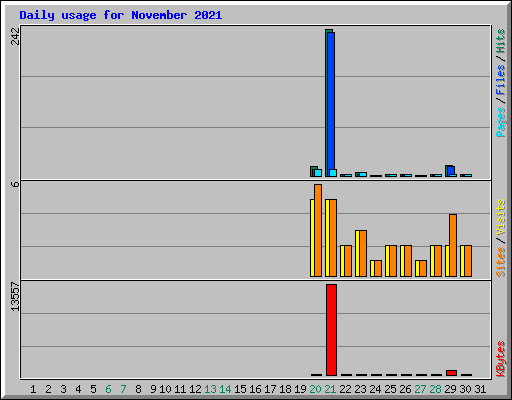 Daily usage for November 2021
242
Pages / Files / Hits
6
Sites / Visits
13557
KBytes
1 2 3 4 5 6 7 8 9 10 11 12 13 14 15 16 17 18 19 20 21 22 23 24 25 26 27 28 29 30 31